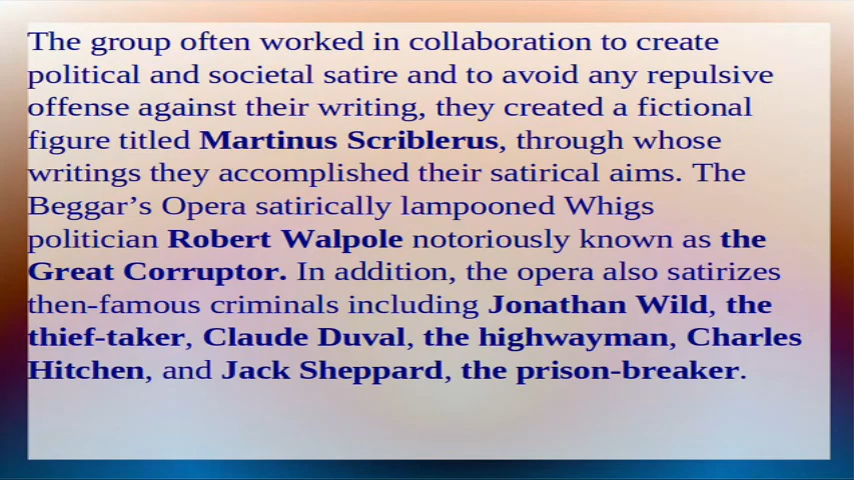 The group often worked in collaboration to create
political and societal satire and to avoid any repulsive
offense against their writing, they created a fictional
figure titled Martinus Scriblerus, through whose
writings they accomplished their satirical aims. The
Beggar’s Opera satirically lampooned Whigs
politician Robert Walpole notoriously known as the
Great Corruptor. In addition, the opera also satirizes
then-famous criminals including Jonathan Wild, the
thief-taker, Claude Duval, the highwayman, Charles
Hitchen, and Jack Sheppard, the prison-breaker.